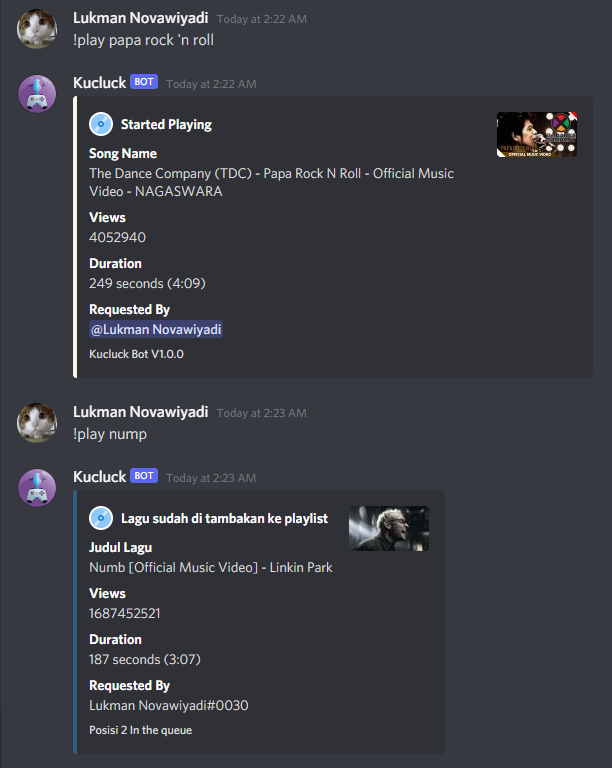 Lukman Novawiyadi Today at 2:22 AM
!play papa rock 'n roll
Kucluck BOT Today at 2:22 AM
Started Playing
Song Name
The Dance Company (TDC) - Papa Rock N Roll - Official Music
Video - NAGASWARA
Views
4052940
Duration
249 seconds (4:09)
Requested By
@Lukman Novawiyadi
Kucluck Bot V1.0.0
OFFICIAL MUSIC VIDEO
Lukman Novawiyadi Today at 2:23 AM
!play nump
Kucluck BOT Today at 2:23 AM
Lagu sudah di tambakan ke playlist
Judul Lagu
Numb [Official Music Video] - Linkin Park
Views
1687452521
Duration
187 seconds (3:07)
Requested By
Lukman Novawiyadi#0030
Posisi 2 In the queue